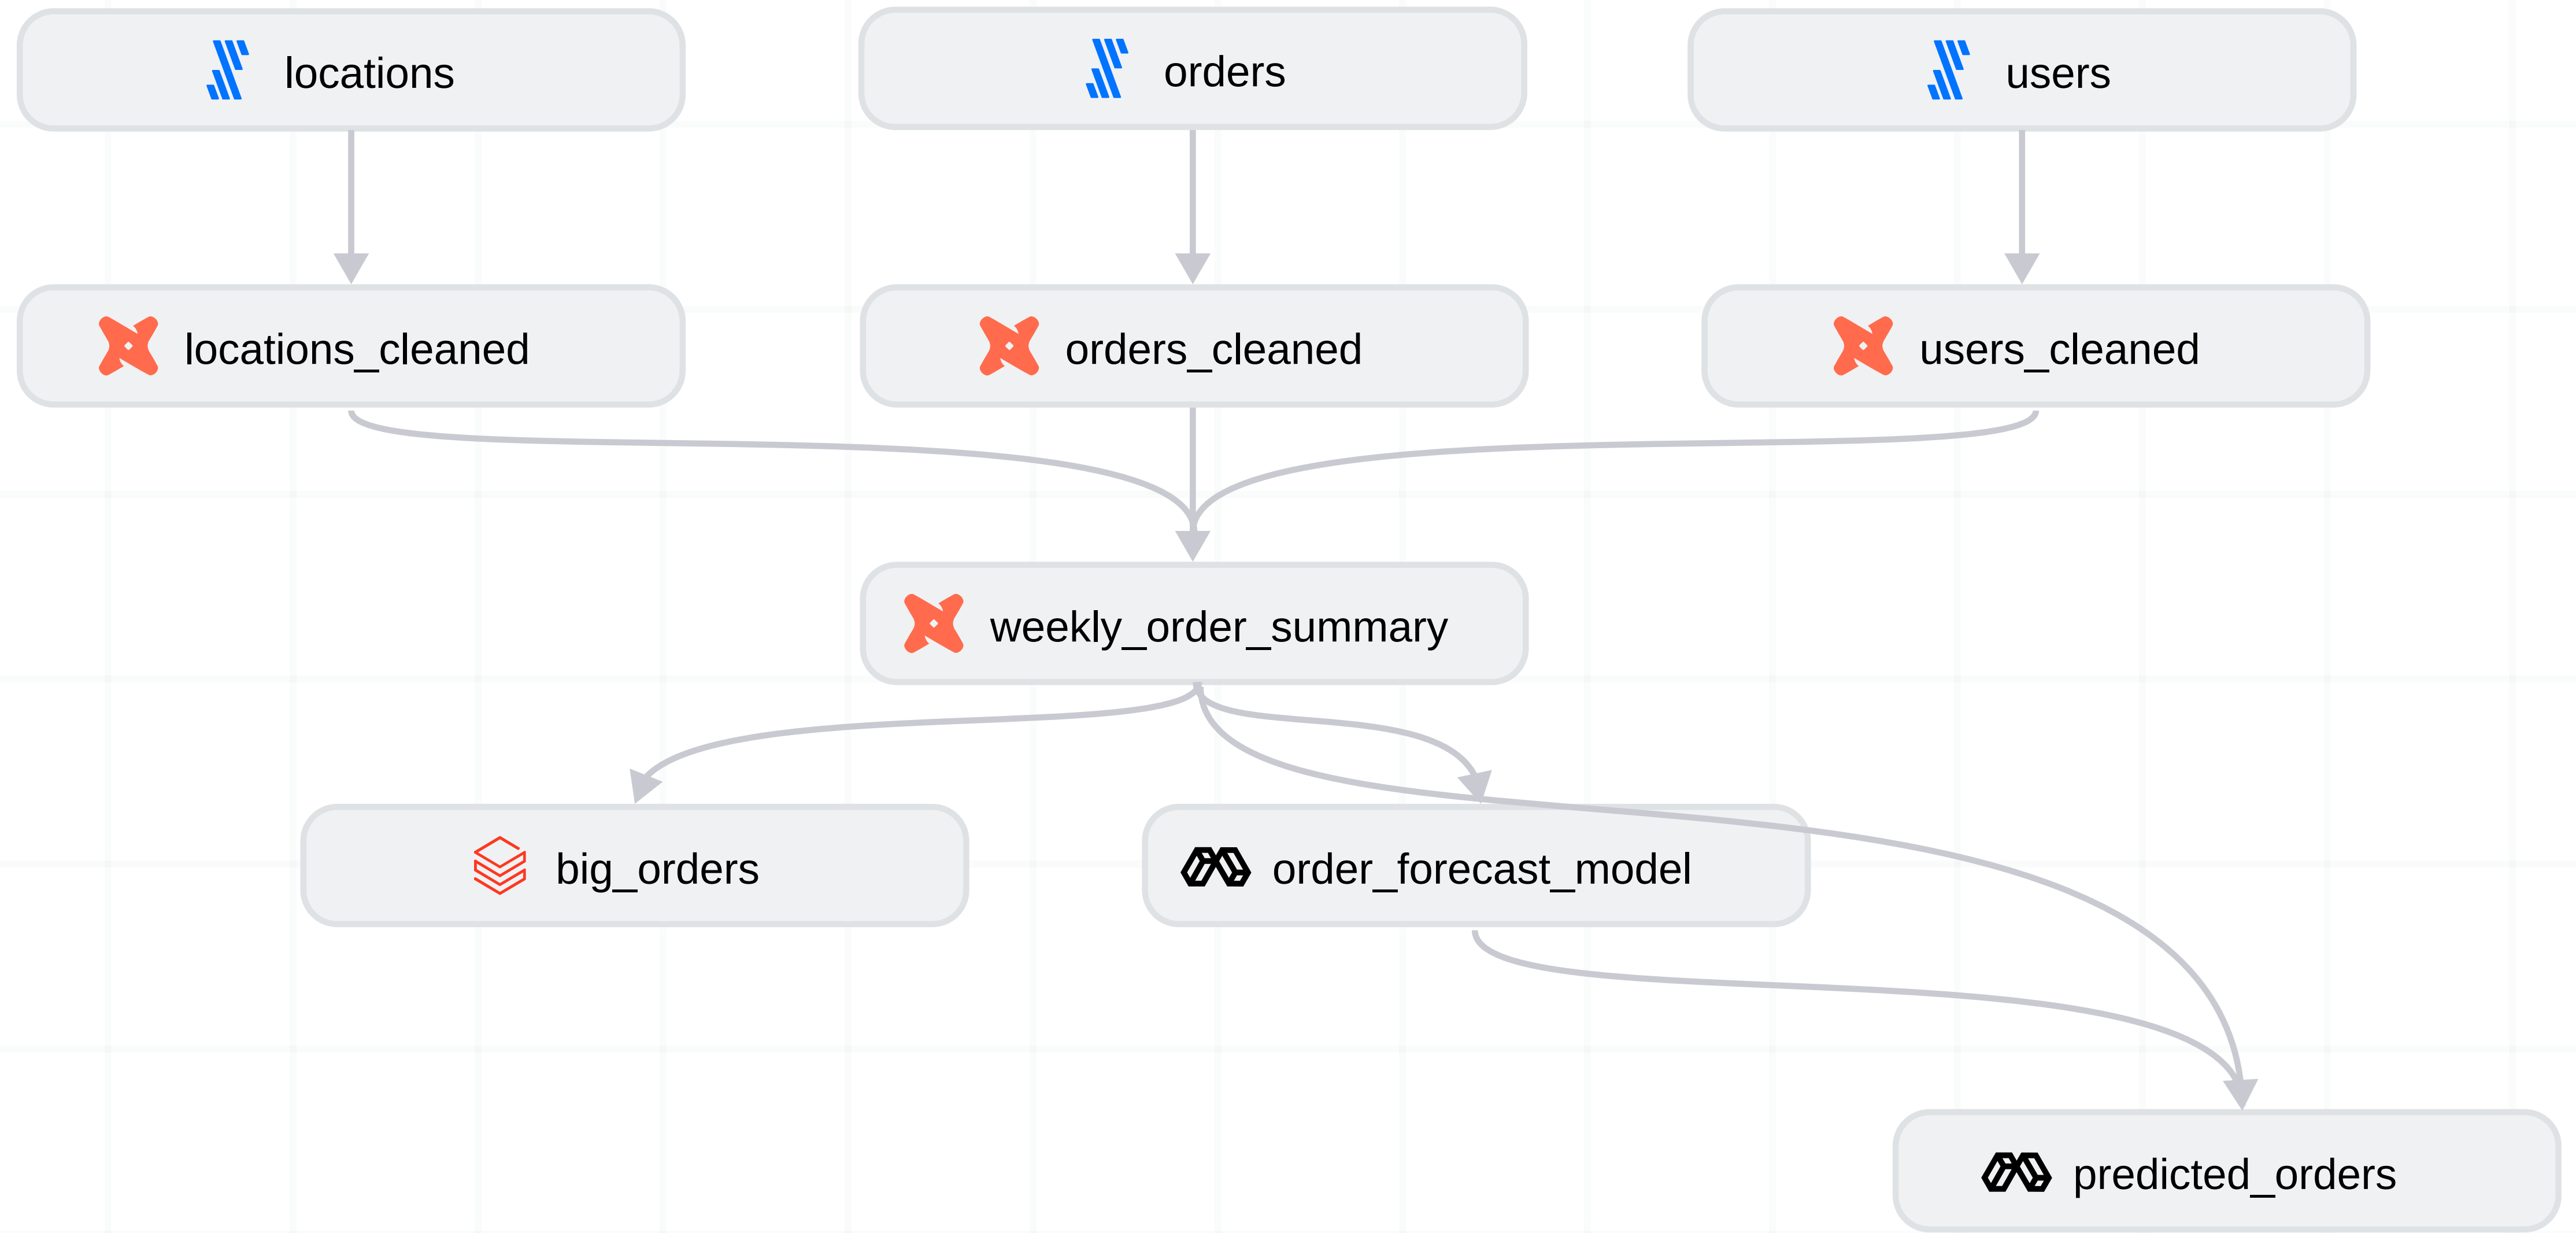 locations
orders
users
locations_cleaned
orders_cleaned
users_cleaned
weekly_order_summary
big_orders
order_forecast_model
predicted_orders